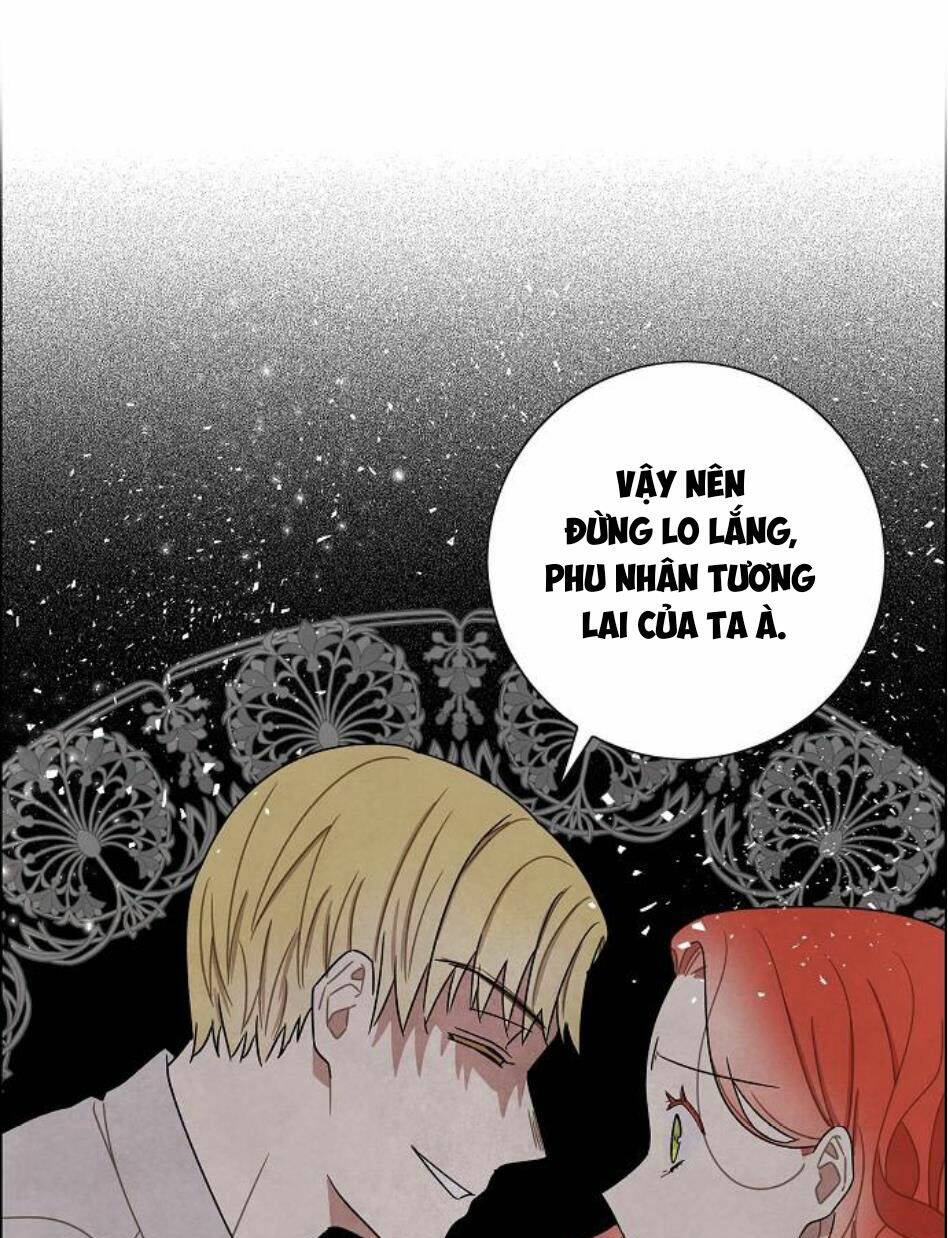 VẬY NÊN
ĐỪNG LO LẮNG,
PHU NHÂN TƯƠNG
LAI CỦA TA À.